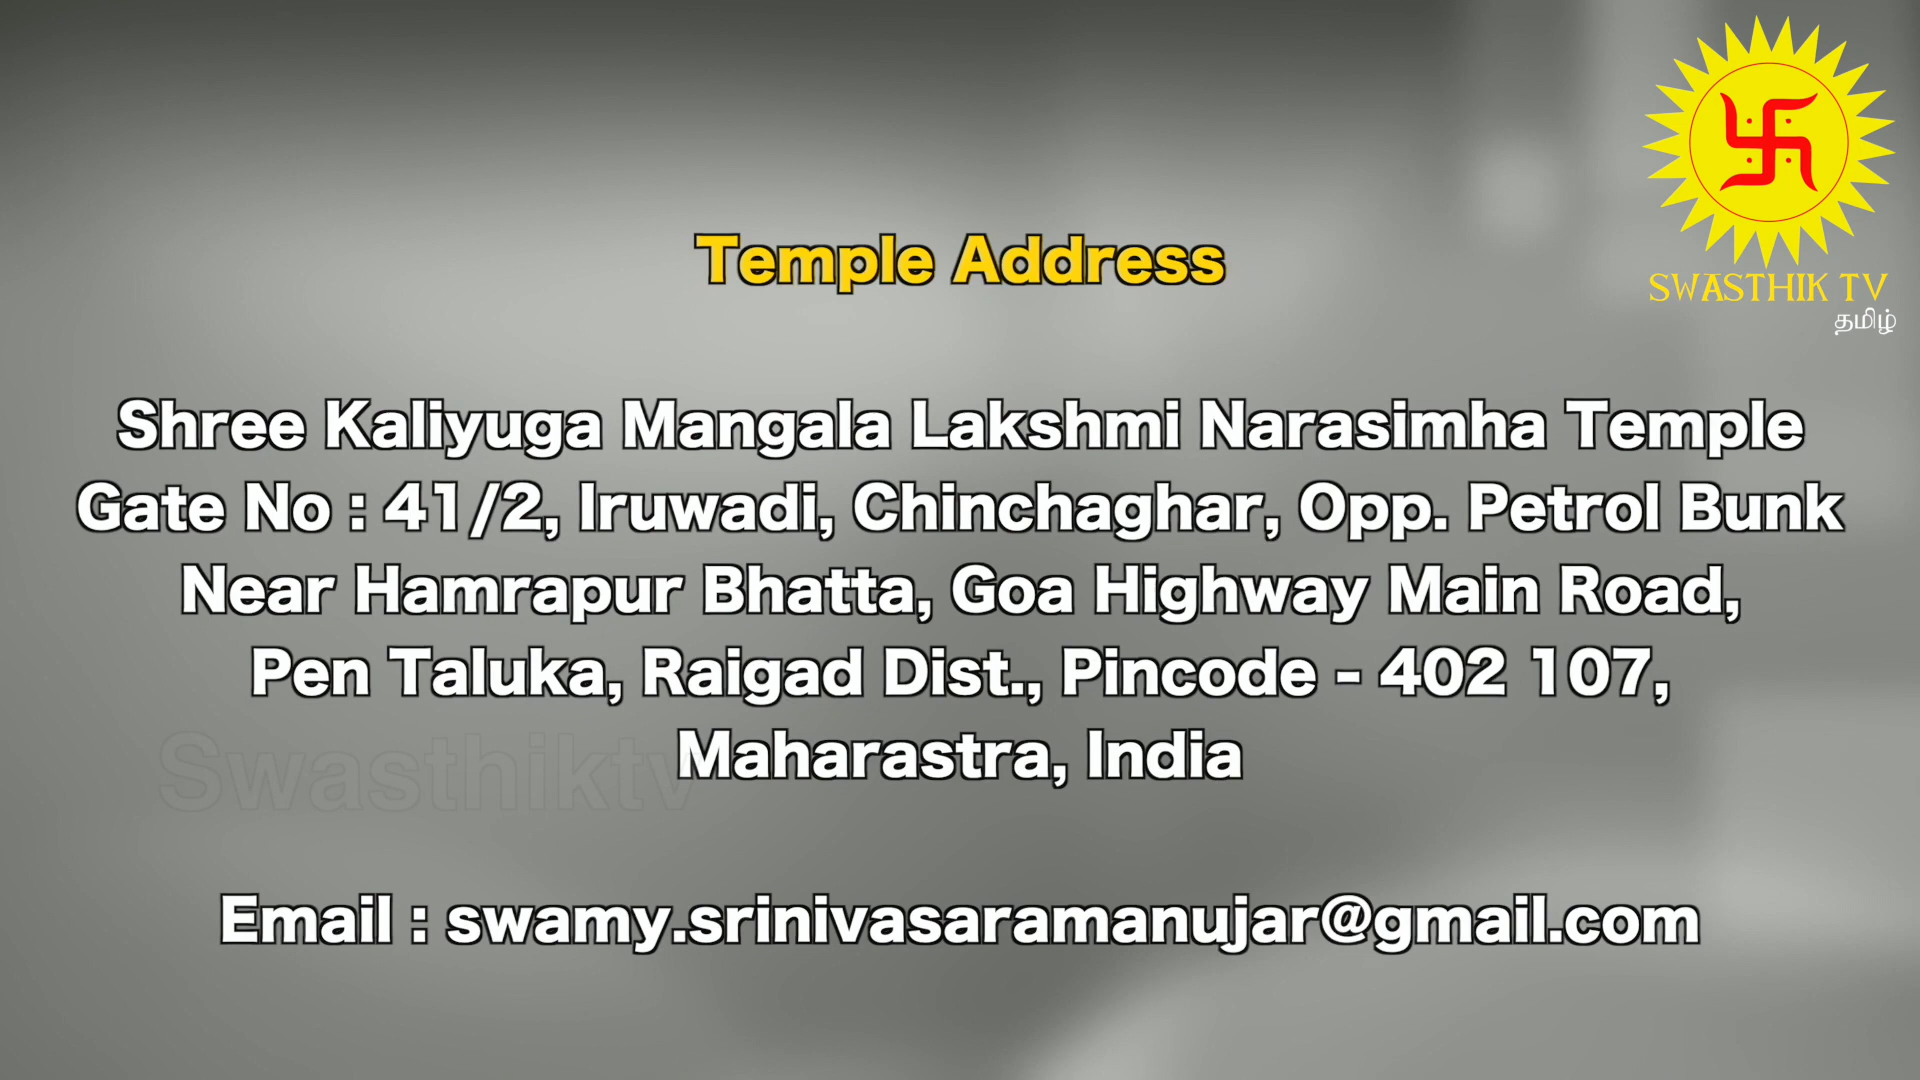 SWASTHIK TV
தமிழ்
Temple Address
Shree Kaliyuga Mangala Lakshmi Narasimha Temple
Gate No : 41/2, Iruwadi, Chinchaghar, Opp. Petrol Bunk
Near Hamrapur Bhatta, Goa Highway Main Road,
Pen Taluka, Raigad Dist., Pincode - 402 107,
Maharastra, India
Swasthiktv
Email : swamy.srinivasaramanujar@gmail.com